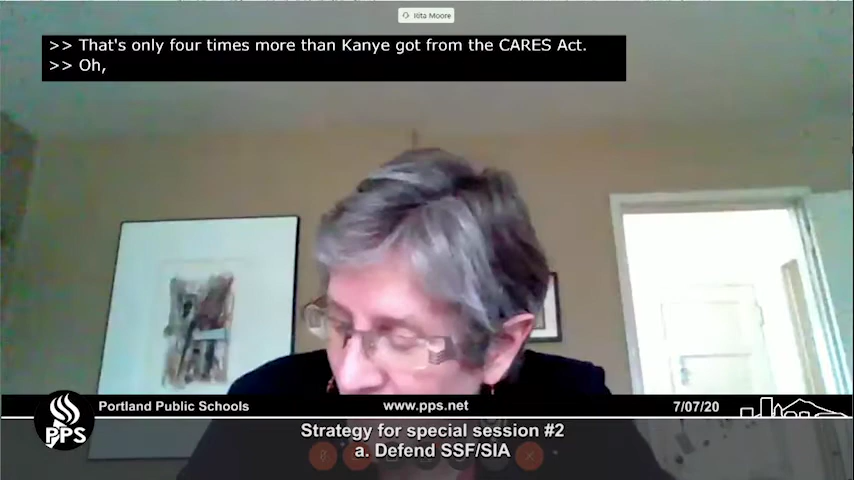 Rita Moore
>> That's only four times more than Kanye got from the CARES Act.
>> Oh,
PPS
Portland Public Schools
www.pps.net
7/07/20
Strategy for special session #2
a. Defend SSF/SIA